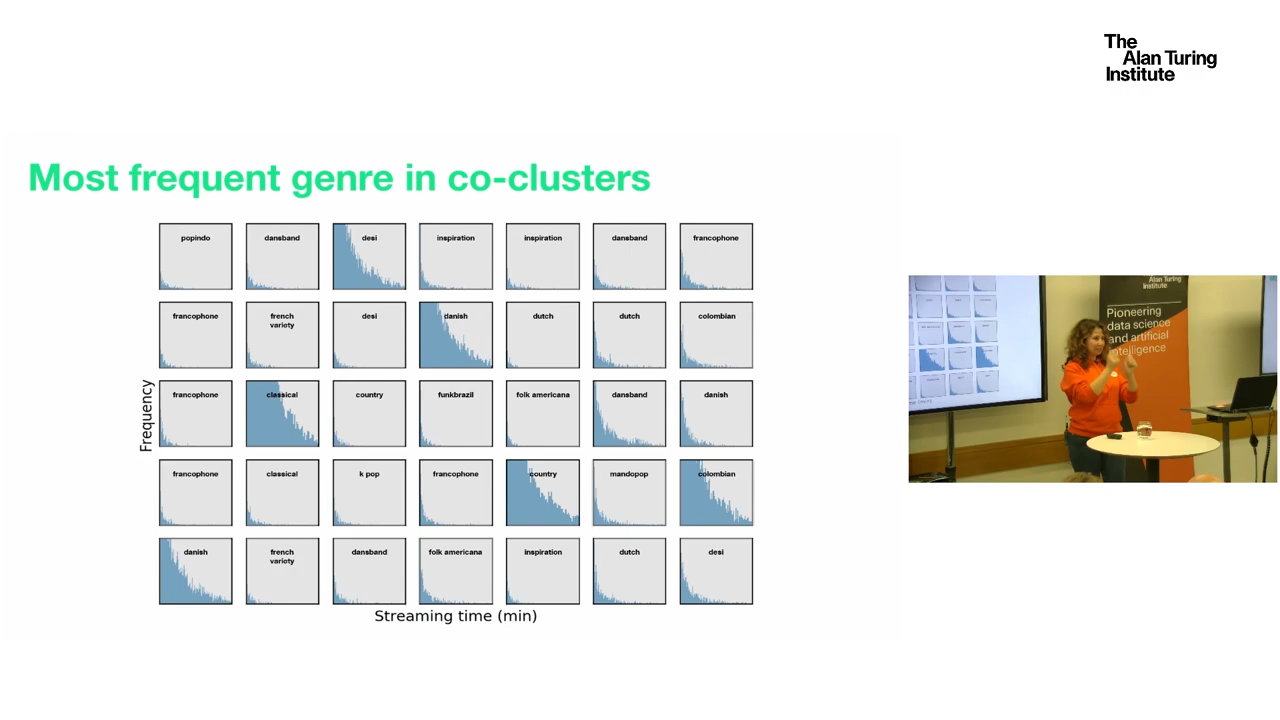 The
Alan Turing
Institute
Most frequent genre in co-clusters
popindo
dansband
desi
inspiration
inspiration
dansband
francophone
francophone
french
variety
desi
danish
dutch
dutch
colombian
francophone
classical
country
funkbrazil
folk americana
dansband
danish
francophone
classical
k pop
francophone
country
mandopop
colombian
danish
french
variety
dansband
folk americana
inspiration
dutch
desi
Frequency
Streaming time (min)
Alan Turing
Institute
Pioneering
data science
and artificial
intelligence